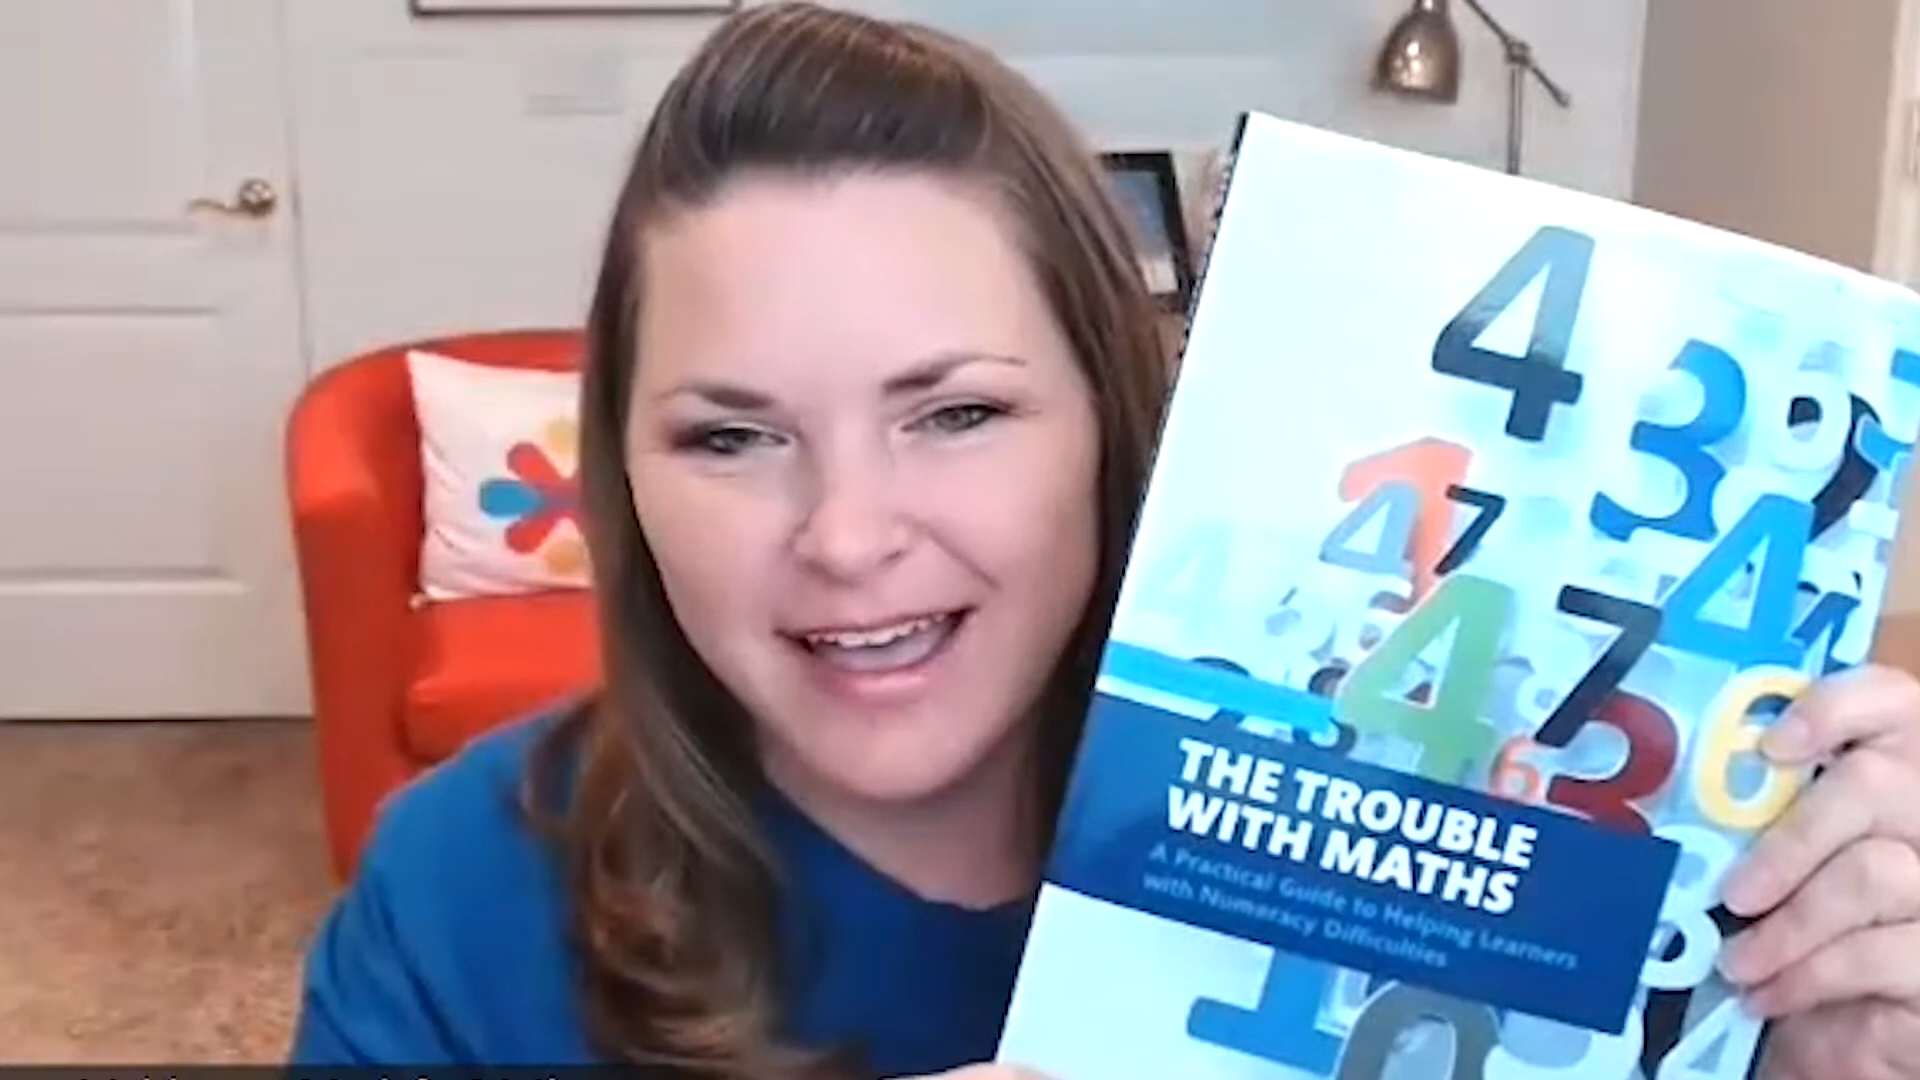 THE TROUBLE
WITH MATHS
A Practical Guide to Helping Learners
with Numeracy Difficulties